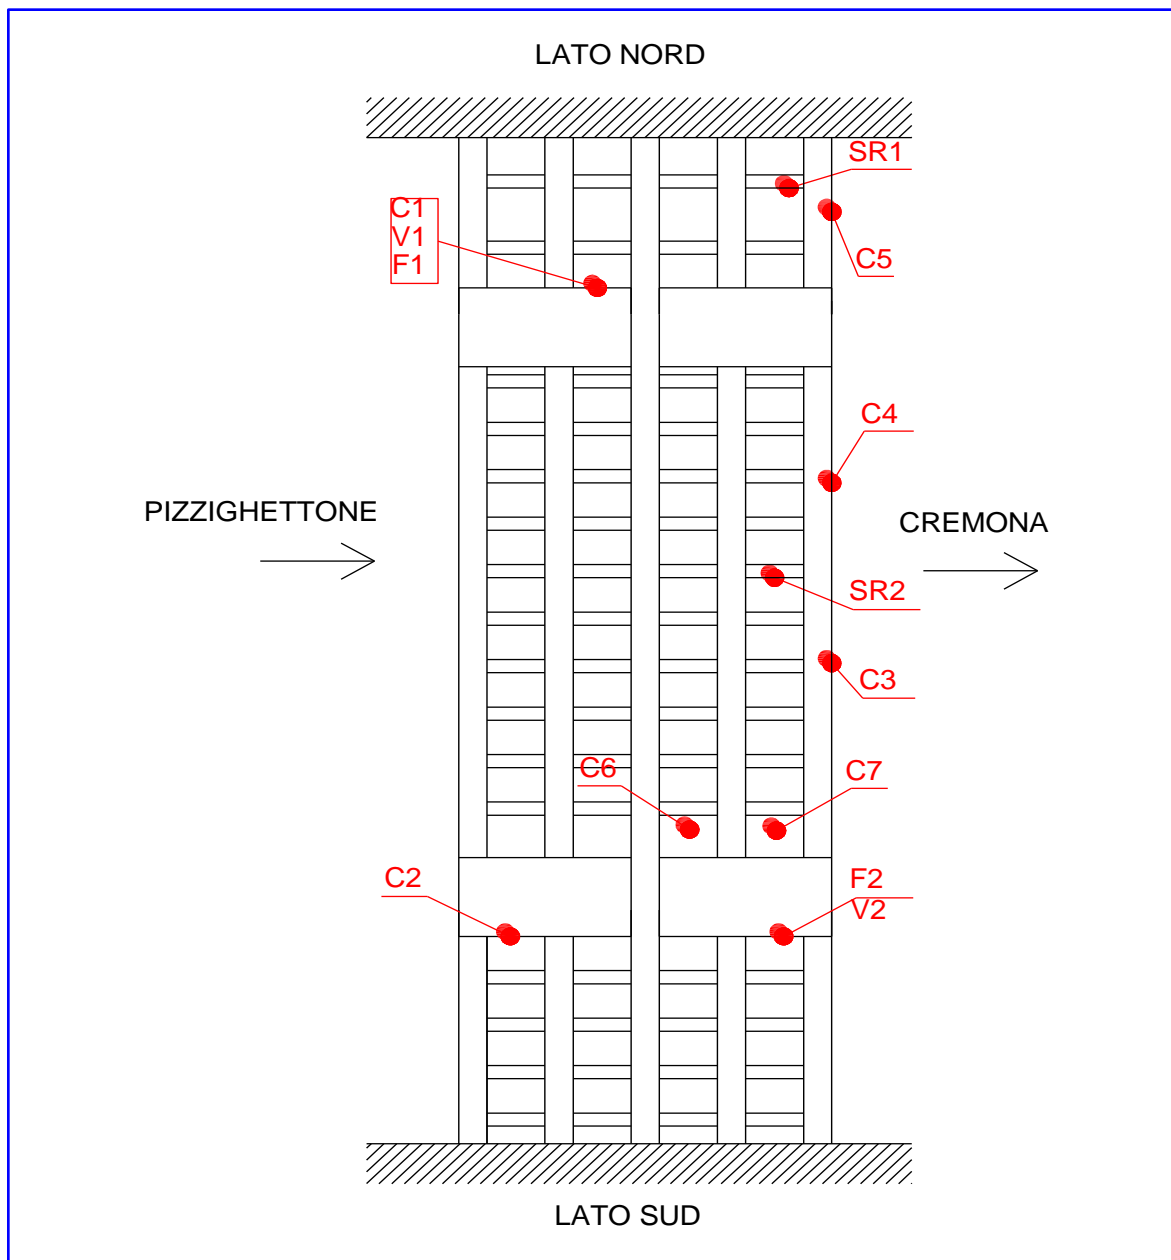 LATO NORD
SR1
C1
V1
F1
C5
C4
PIZZIGHETTONE
CREMONA
SR2
C3
C6
C7
C2
F2
V2
LATO SUD